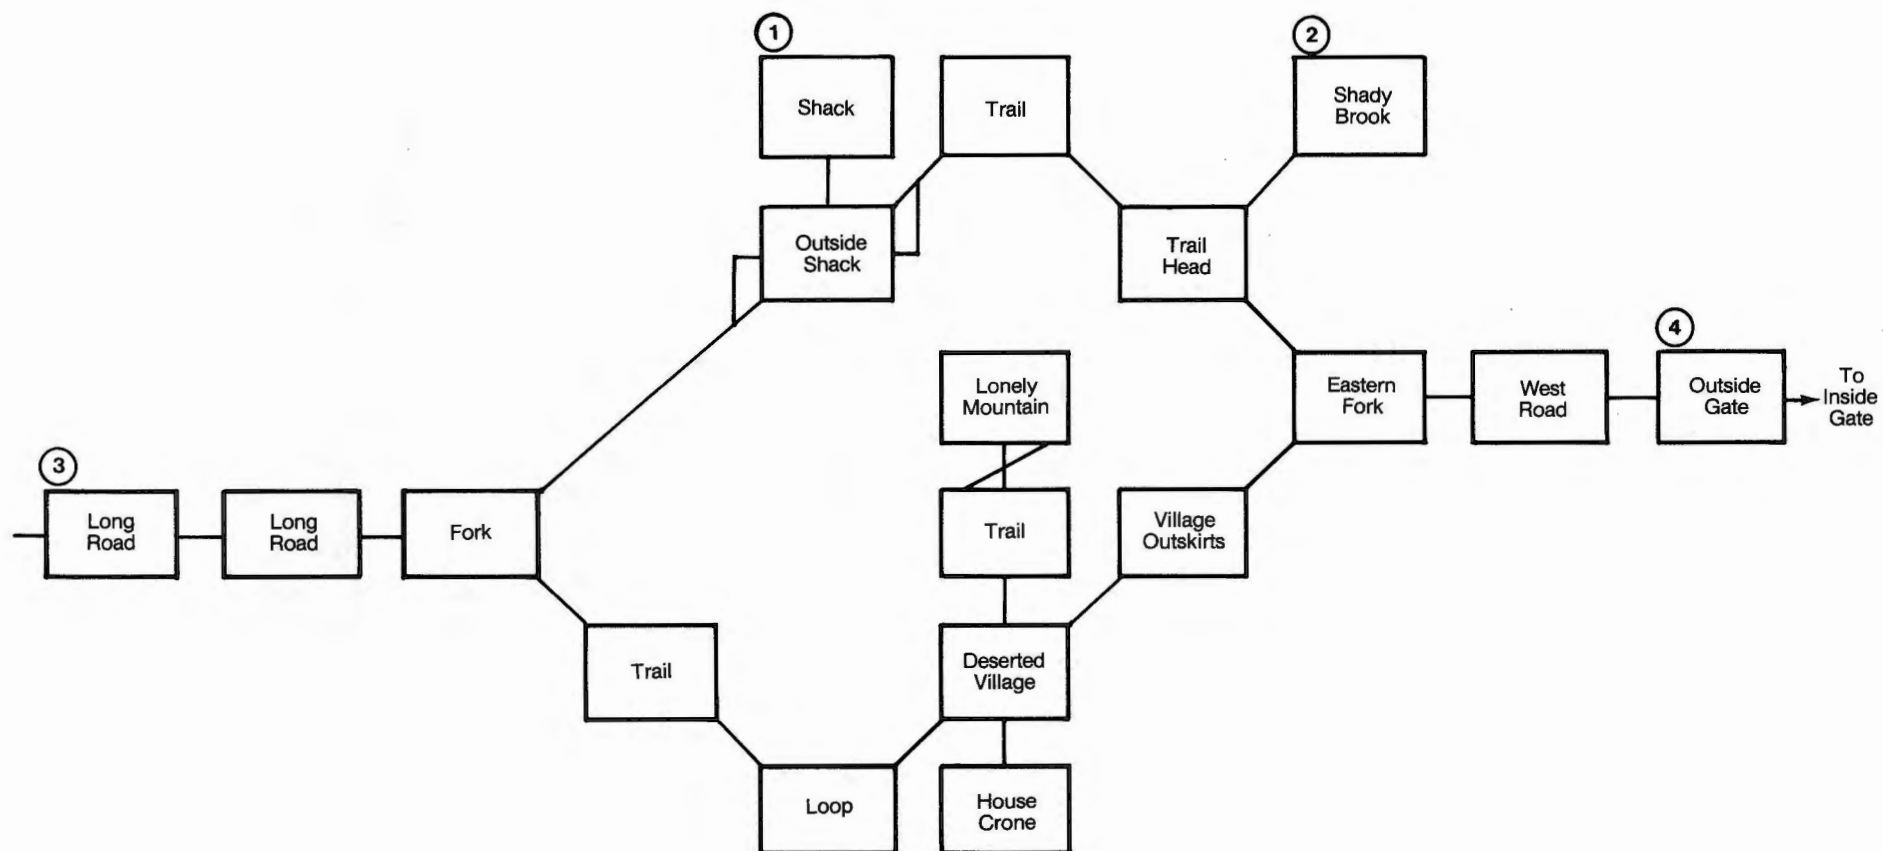 1
2
Shack
Trail
Shady
Brook
Outside
Shack
Trail
Head
4
Lonely
Mountain
Eastern
Fork
West
Road
Outside
Gate
To
Inside
Gate
3
Long
Road
Long
Road
Fork
Trail
Village
Outskirts
Trail
Deserted
Village
Loop
House
Crone